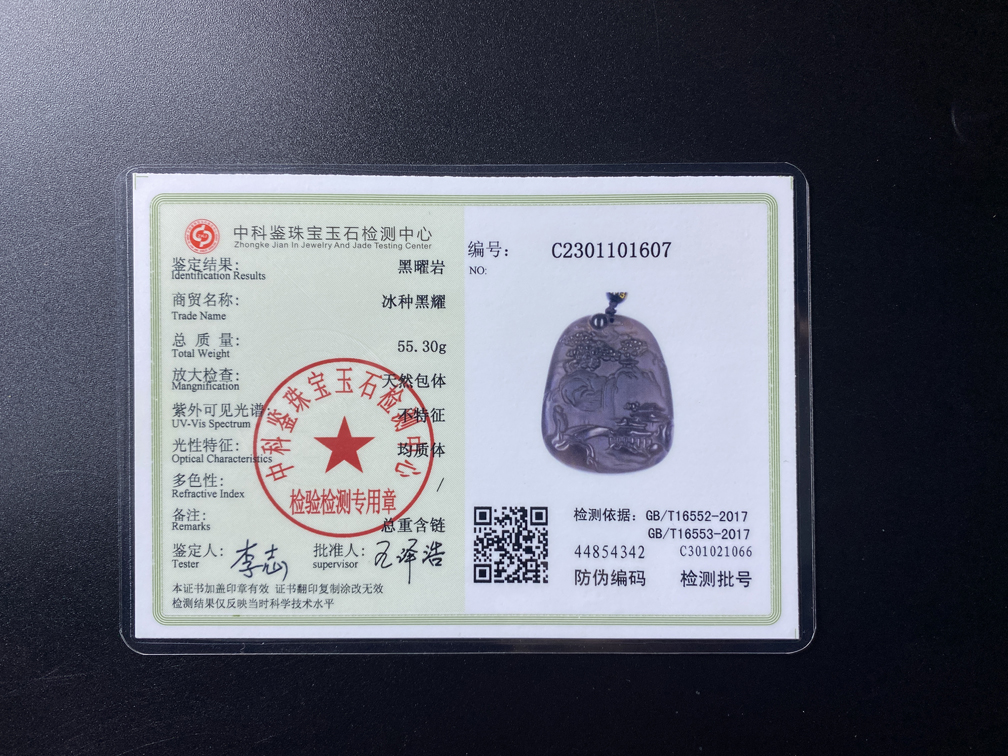 中科鉴珠宝玉石检测中心
Zhongke Jian In Jewelry And Jade Testing Center
鉴定结果: 黑曜岩
Identification Results
商贸名称: 冰种黑耀
Trade Name
总 质 量: 55.30g
Total Weight
放大检查: 天然包体
Mangnification
紫外可见光谱: 不特征
UV-Vis Spectrum
光性特征: 均质体
Optical Characteristics
多色性: /
Refractive Index
备注: 总重含链
Remarks
鉴定人: 李志 批准人: 王泽浩
Tester supervisor
本证书加盖印章有效 证书翻印复制涂改无效
检测结果仅反映当时科学技术水平
中科鉴珠宝玉石检测中心
检验检测专用章
编号: C2301101607
NO:
检测依据: GB/T16552-2017
GB/T16553-2017
44854342 C301021066
防伪编码 检测批号